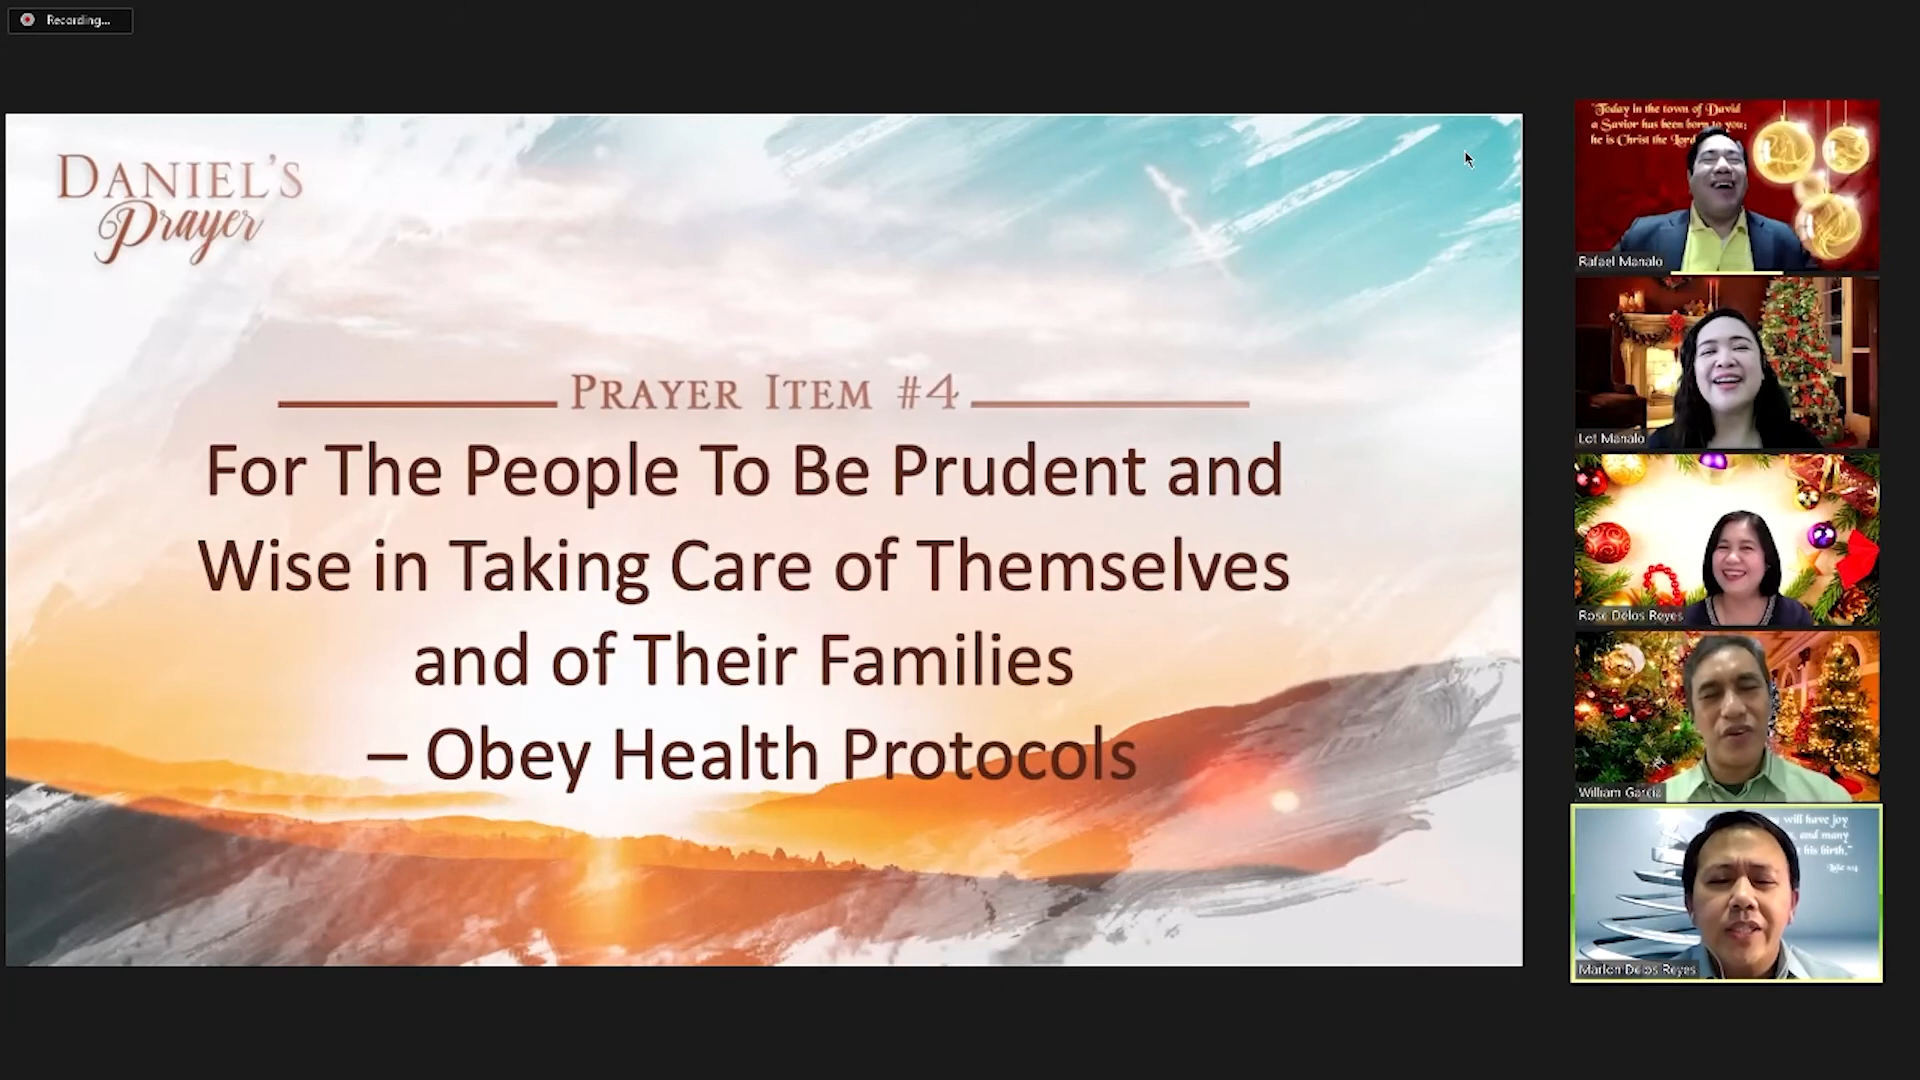 Recording...
DANIEL'S
Prayer
PRAYER ITEM #4
For The People To Be Prudent and
Wise in Taking Care of Themselves
and of Their Families
– Obey Health Protocols
"Today in the town of David
a Savior has been born to you;
he is Christ the Lord
Rafael Manalo
Let Manalo
Rose Delos Reyes
William Garcia
will have joy
and many
his birth."
Marlon Delos Reyes